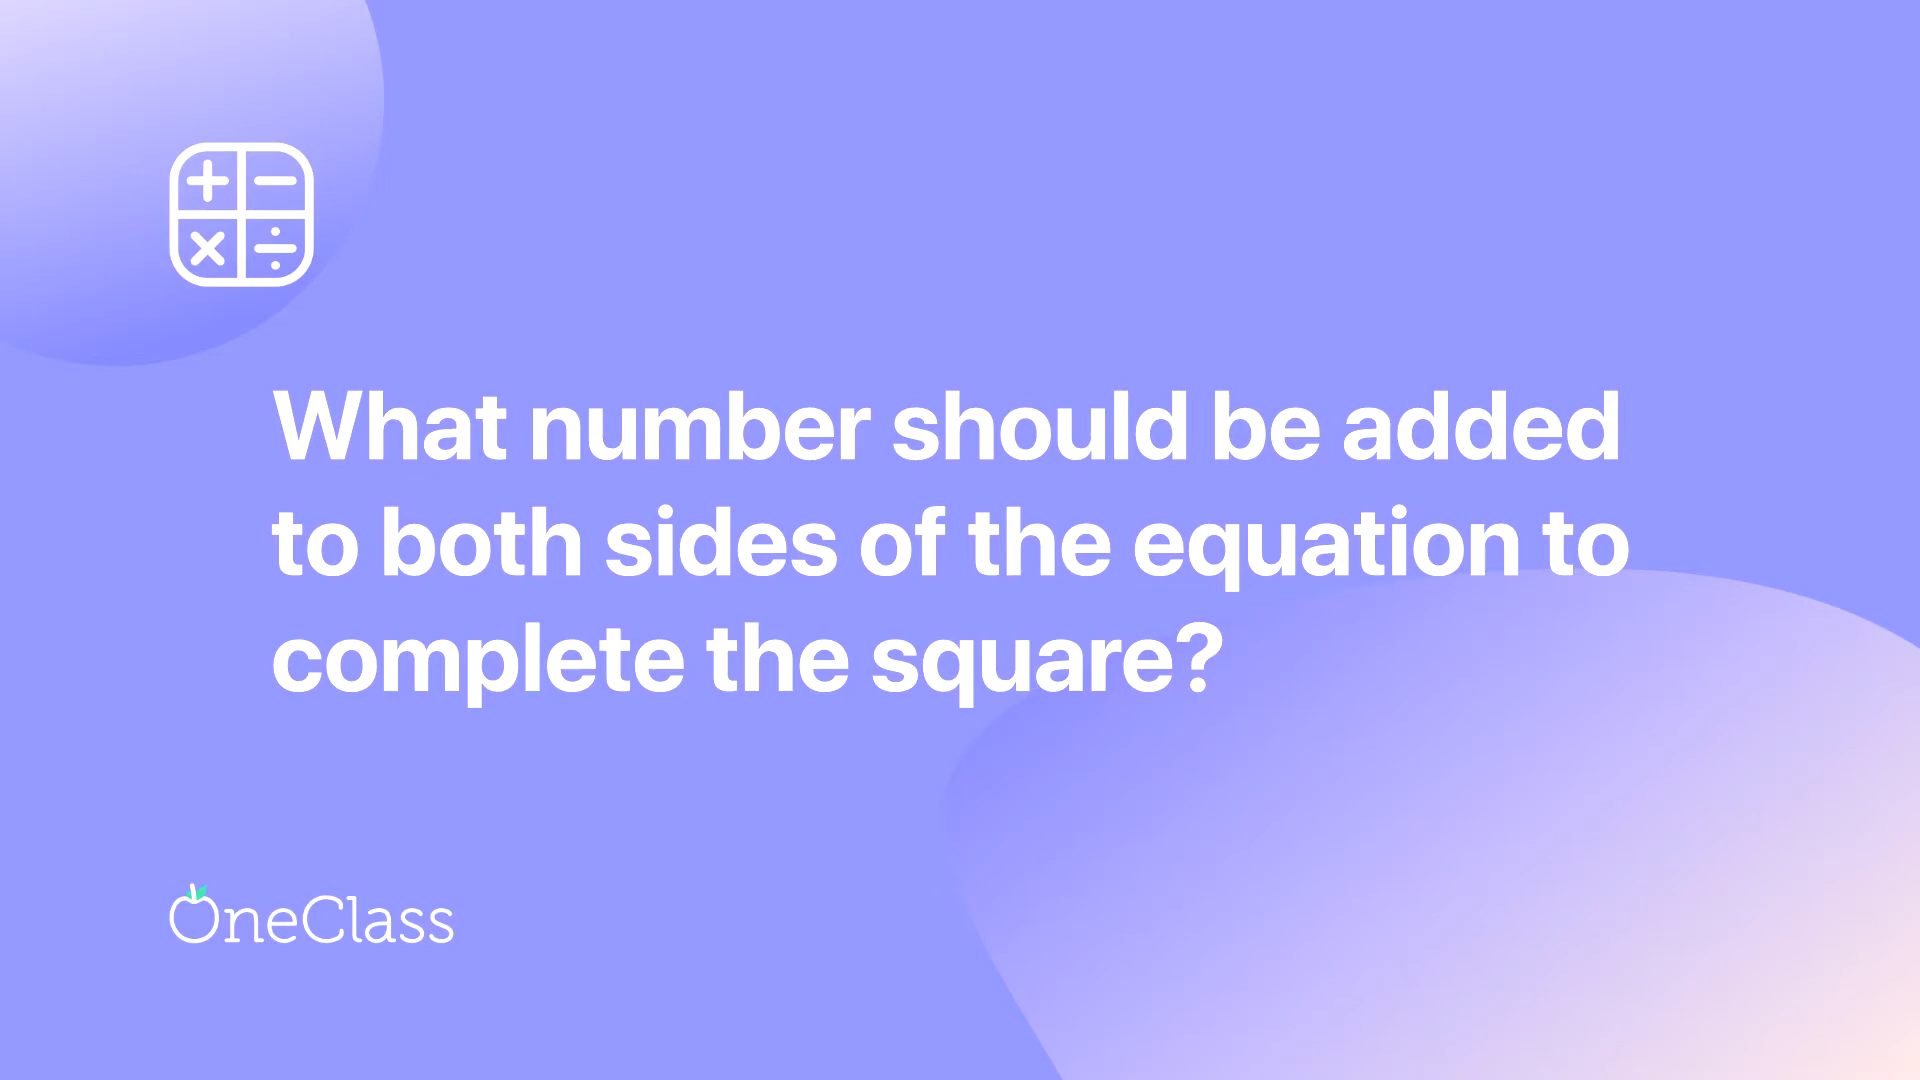 What number should be added
to both sides of the equation to
complete the square?
OneClass